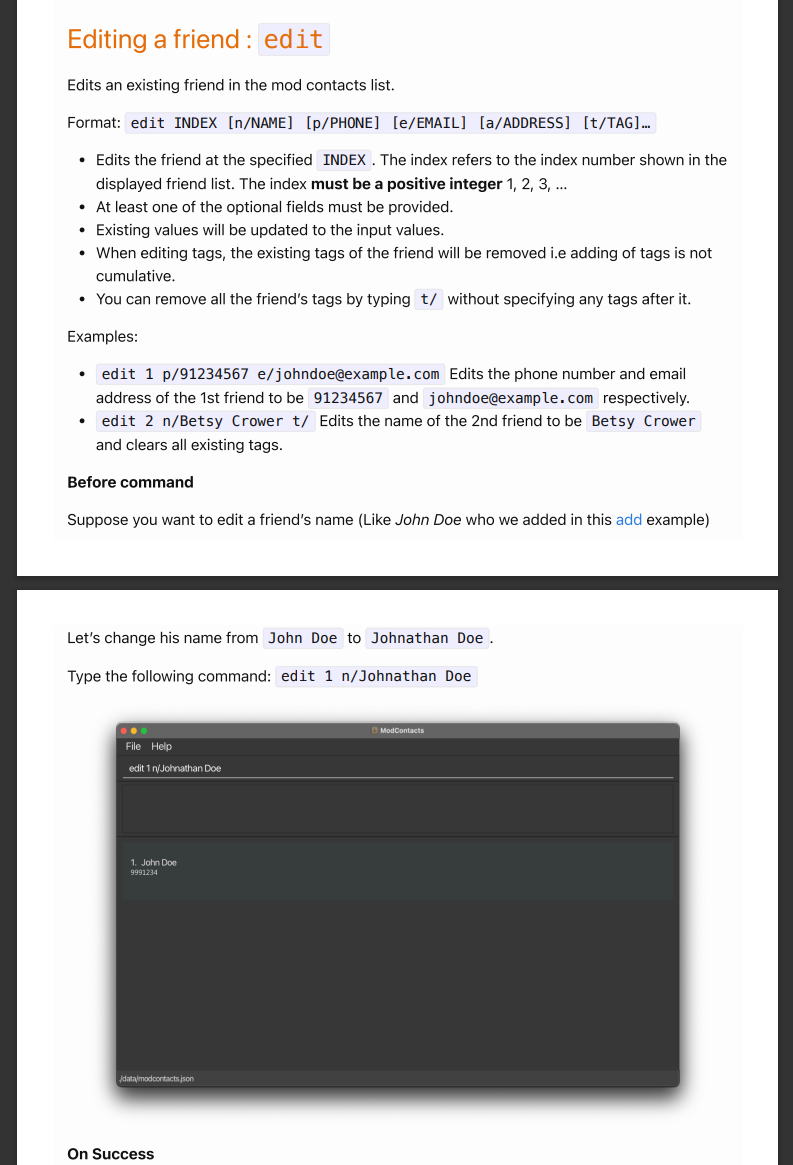 Editing a friend : edit
Edits an existing friend in the mod contacts list.
Format: edit INDEX [n/NAME] [p/PHONE] [e/EMAIL] [a/ADDRESS] [t/TAG]…
• Edits the friend at the specified INDEX. The index refers to the index number shown in the
displayed friend list. The index must be a positive integer 1, 2, 3, …
• At least one of the optional fields must be provided.
• Existing values will be updated to the input values.
• When editing tags, the existing tags of the friend will be removed i.e adding of tags is not
cumulative.
• You can remove all the friend’s tags by typing t/ without specifying any tags after it.
Examples:
• edit 1 p/91234567 e/johndoe@example.com Edits the phone number and email
address of the 1st friend to be 91234567 and johndoe@example.com respectively.
• edit 2 n/Betsy Crower t/ Edits the name of the 2nd friend to be Betsy Crower
and clears all existing tags.
Before command
Suppose you want to edit a friend’s name (Like John Doe who we added in this add example)
Let’s change his name from John Doe to Johnathan Doe.
Type the following command: edit 1 n/Johnathan Doe
ModContacts
File Help
edit 1 n/Johnathan Doe
1. John Doe
9991234
./data/modcontacts.json
On Success